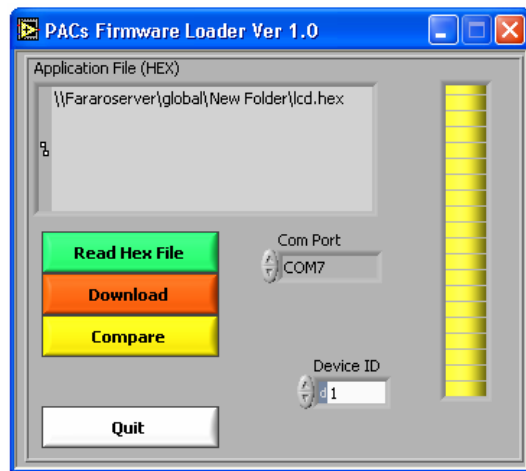 PACs Firmware Loader Ver 1.0
Application File (HEX)
\\Fararoserver\global\New Folder\lcd.hex
Read Hex File
Download
Compare
Com Port
COM7
Device ID
d 1
Quit